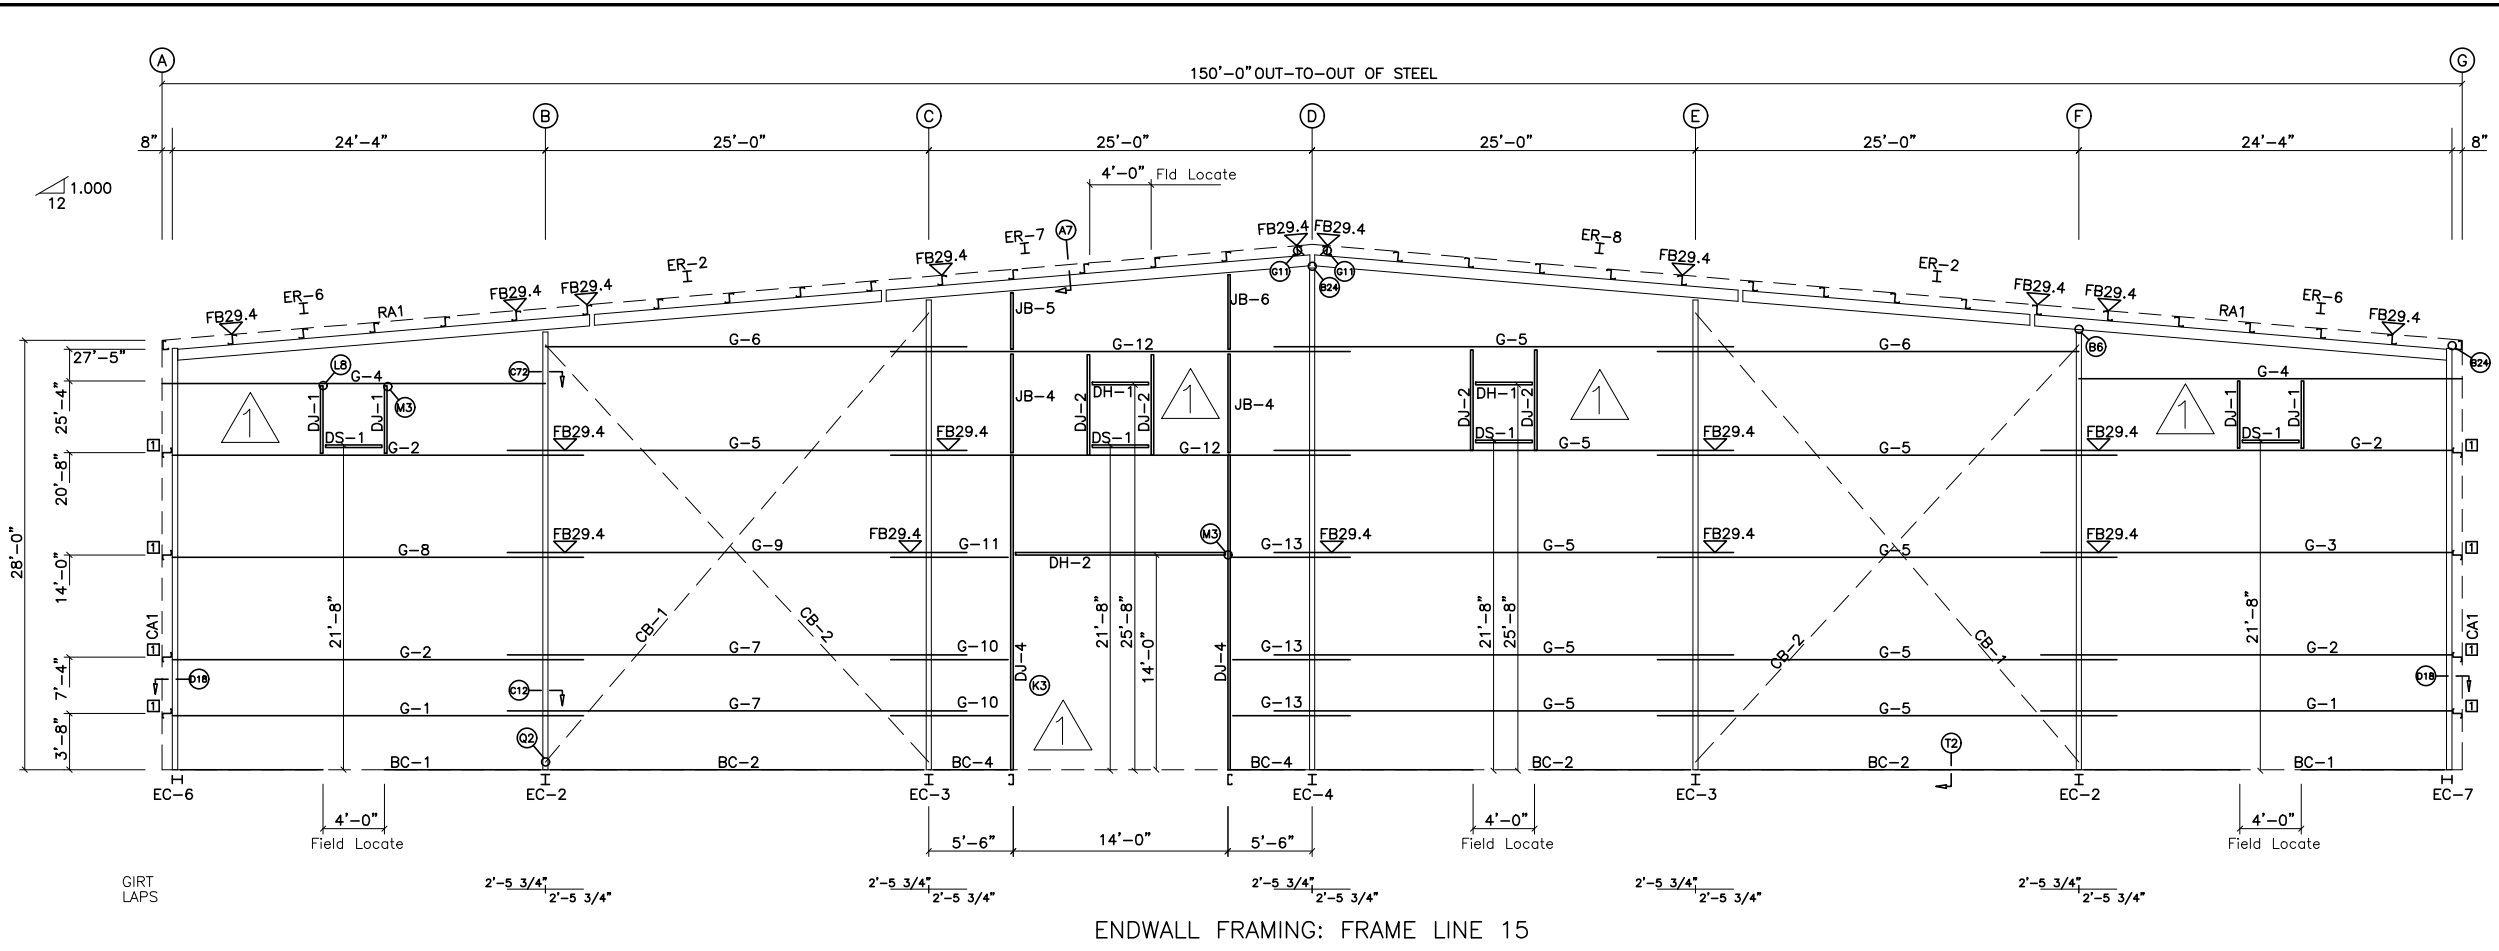 A G
150'-0" OUT-TO-OUT OF STEEL
B C D E F
8" 24'-4" 25'-0" 25'-0" 25'-0" 25'-0" 24'-4" 8"
4'-0" Fld Locate
1.000
12
FB29.4 ER-6 RA1 FB29.4 FB29.4 ER-2 FB29.4 ER-7 A7 FB29.4 FB29.4 ER-8 FB29.4 ER-2 FB29.4 FB29.4 RA1 ER-6 FB29.4
G11 G11 B24
JB-5 JB-6
27'-5" G-6 G-12 G-5 G-6 B6 B24
L8 G-4 M3 C72 G-4
25'-4" DJ-1 DJ-1 JB-4 DJ-2 DH-1 DJ-2 JB-4 DJ-2 DH-1 DJ-2 DJ-1 DJ-1
1 1 1 1
DS-1 FB29.4 FB29.4 DS-1 DS-1 FB29.4 FB29.4 DS-1
1 G-2 G-5 G-12 G-5 G-5 G-2 1
20'-8"
28'-0"
FB29.4 FB29.4 M3 FB29.4 FB29.4 FB29.4
1 G-8 G-9 G-11 DH-2 G-13 G-5 G-5 G-3 1
14'-0"
21'-8" 21'-8" 25'-8" 14'-0" 21'-8" 25'-8" 21'-8"
CA1 CB-1 CB-2 CB-2 CB-1 CA1
1 G-2 G-7 G-10 G-13 G-5 G-5 G-2 1
7'-4" D18 C12 DJ-4 K3 DJ-4 D18
1 G-1 G-7 G-10 G-13 G-5 G-5 G-1 1
3'-8" Q2 1 T2
BC-1 BC-2 BC-4 BC-4 BC-2 BC-2 BC-1
EC-6 EC-2 EC-3 EC-4 EC-3 EC-2 EC-7
4'-0" 4'-0" 4'-0"
Field Locate Field Locate Field Locate
5'-6" 14'-0" 5'-6"
GIRT
LAPS
2'-5 3/4" 2'-5 3/4" 2'-5 3/4" 2'-5 3/4" 2'-5 3/4"
2'-5 3/4" 2'-5 3/4" 2'-5 3/4" 2'-5 3/4" 2'-5 3/4"
ENDWALL FRAMING: FRAME LINE 15